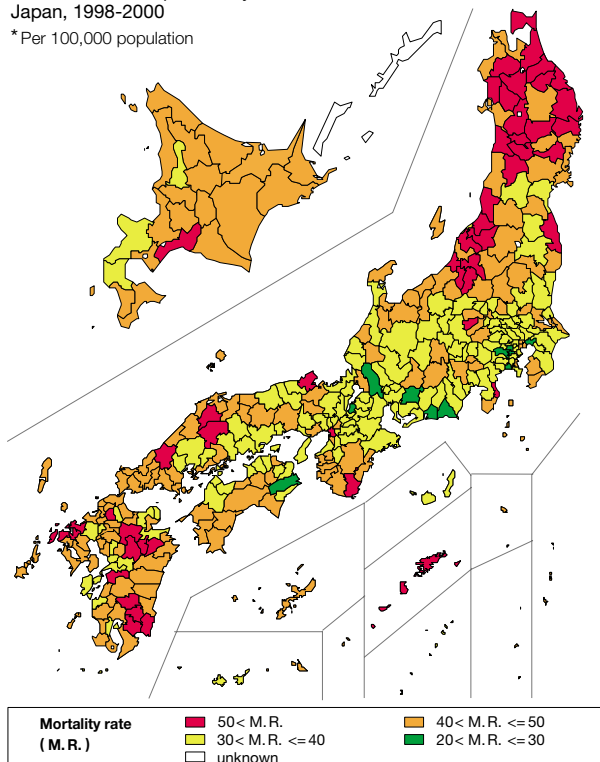 Japan, 1998-2000
*Per 100,000 population
Mortality rate
( M. R. )
50< M.R.
40< M.R. <=50
30< M.R. <=40
20< M.R. <=30
unknown